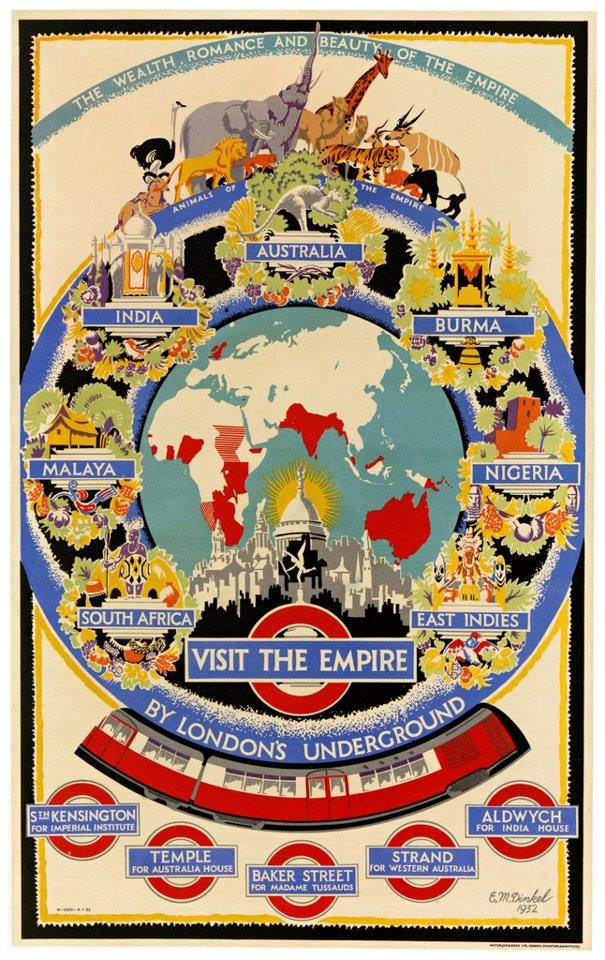 THE WEALTH, ROMANCE AND BEAUTY OF THE EMPIRE
ANIMALS OF THE EMPIRE
AUSTRALIA
INDIA
BURMA
MALAYA
NIGERIA
SOUTH AFRICA
EAST INDIES
VISIT THE EMPIRE
BY LONDON'S UNDERGROUND
STH KENSINGTON
FOR IMPERIAL INSTITUTE
ALDWYCH
FOR INDIA HOUSE
TEMPLE
FOR AUSTRALIA HOUSE
STRAND
FOR WESTERN AUSTRALIA
BAKER STREET
FOR MADAME TUSSAUDS
E.M.Dinkel
1932